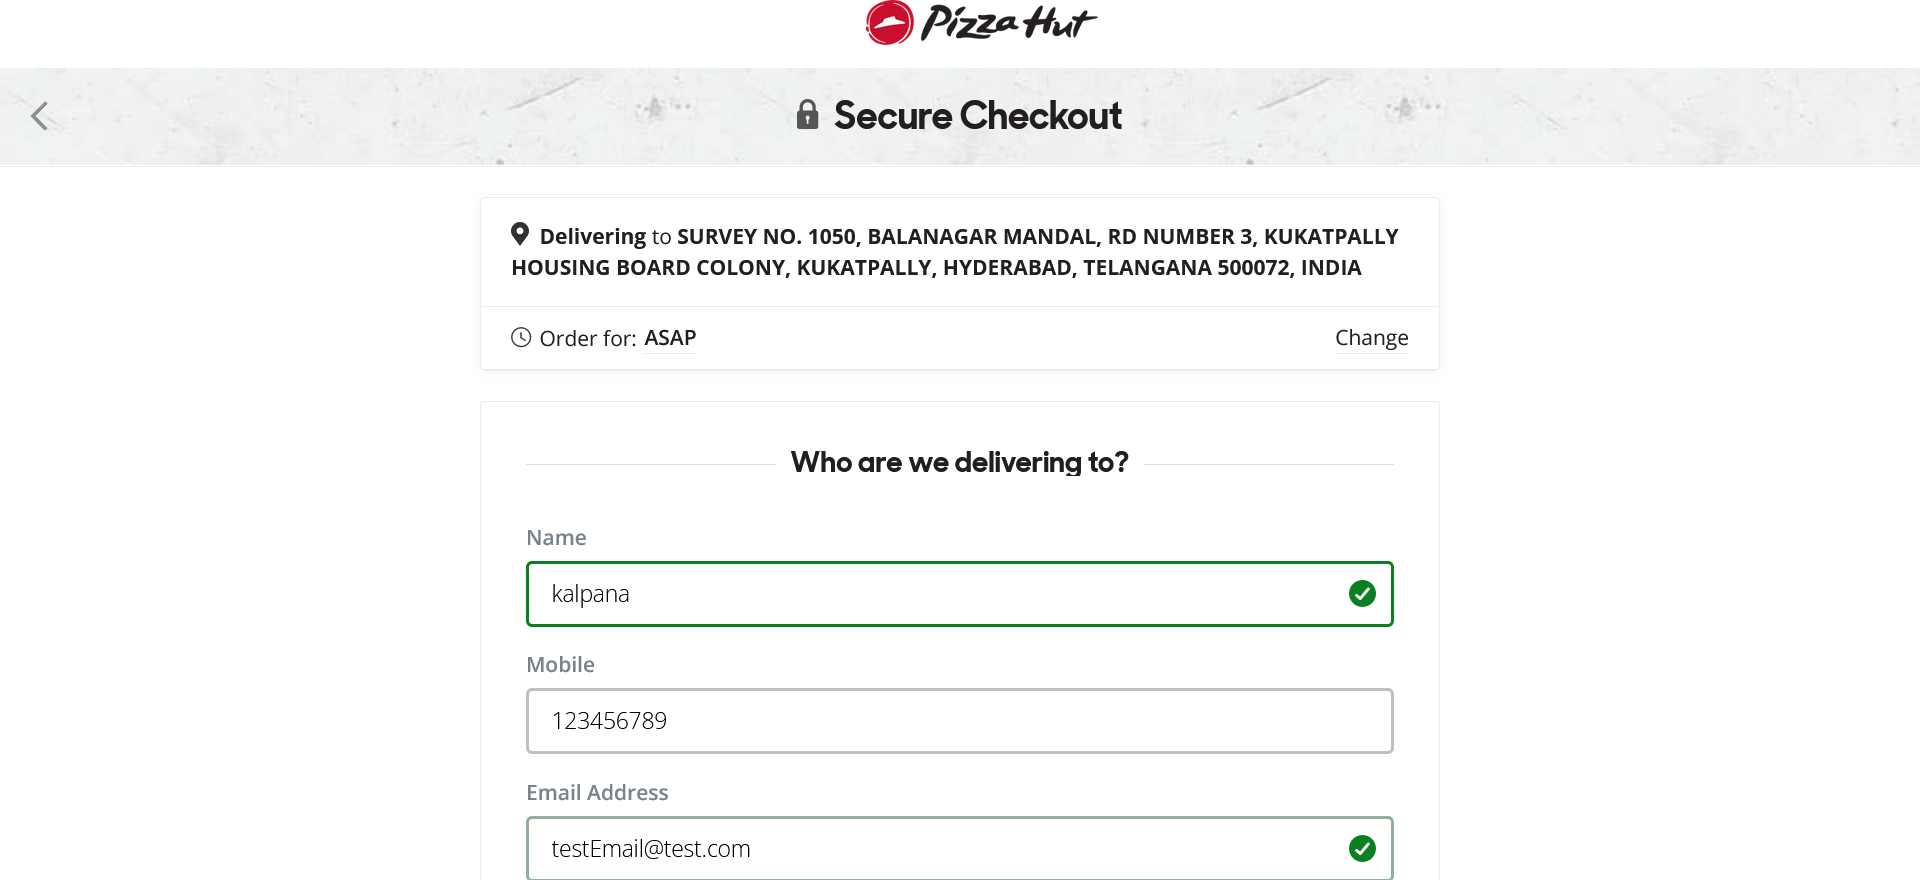 Pizza Hut
Secure Checkout
Delivering to SURVEY NO. 1050, BALANAGAR MANDAL, RD NUMBER 3, KUKATPALLY
HOUSING BOARD COLONY, KUKATPALLY, HYDERABAD, TELANGANA 500072, INDIA
Order for: ASAP Change
Who are we delivering to?
Name
kalpana
Mobile
123456789
Email Address
testEmail@test.com